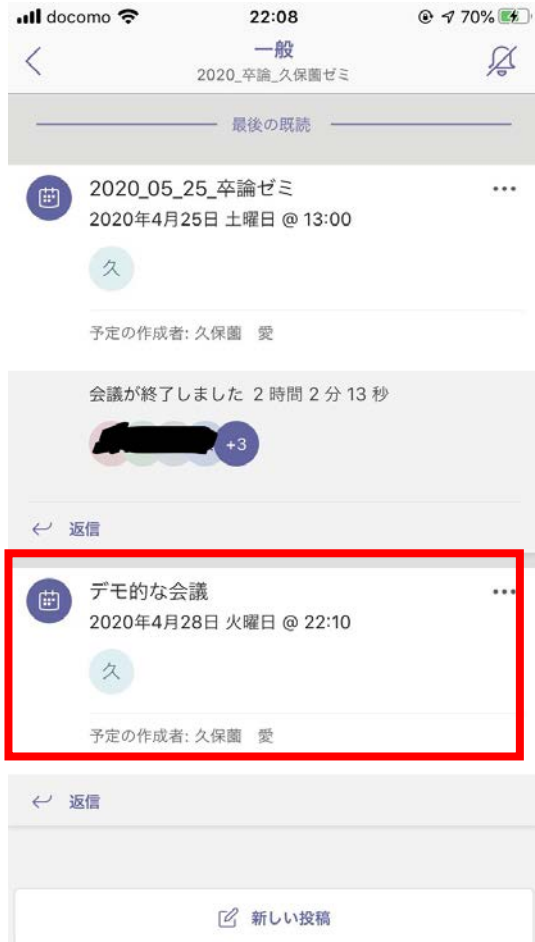 docomo 22:08 70%
一般
2020_卒論_久保薗ゼミ
最後の既読
2020_05_25_卒論ゼミ
2020年4月25日 土曜日 @ 13:00
久
予定の作成者: 久保薗 愛
会議が終了しました 2 時間 2 分 13 秒
+3
返信
デモ的な会議
2020年4月28日 火曜日 @ 22:10
久
予定の作成者: 久保薗 愛
返信
新しい投稿